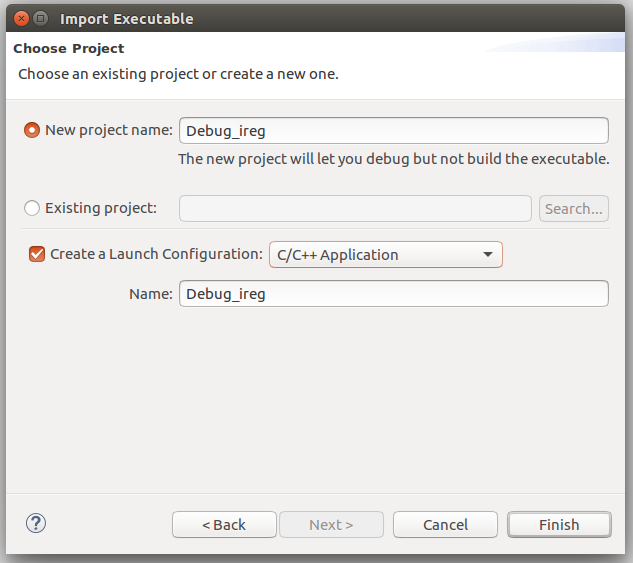 Import Executable
Choose Project
Choose an existing project or create a new one.
New project name: Debug_ireg
The new project will let you debug but not build the executable.
Existing project: Search...
Create a Launch Configuration: C/C++ Application
Name: Debug_ireg
? < Back Next > Cancel Finish